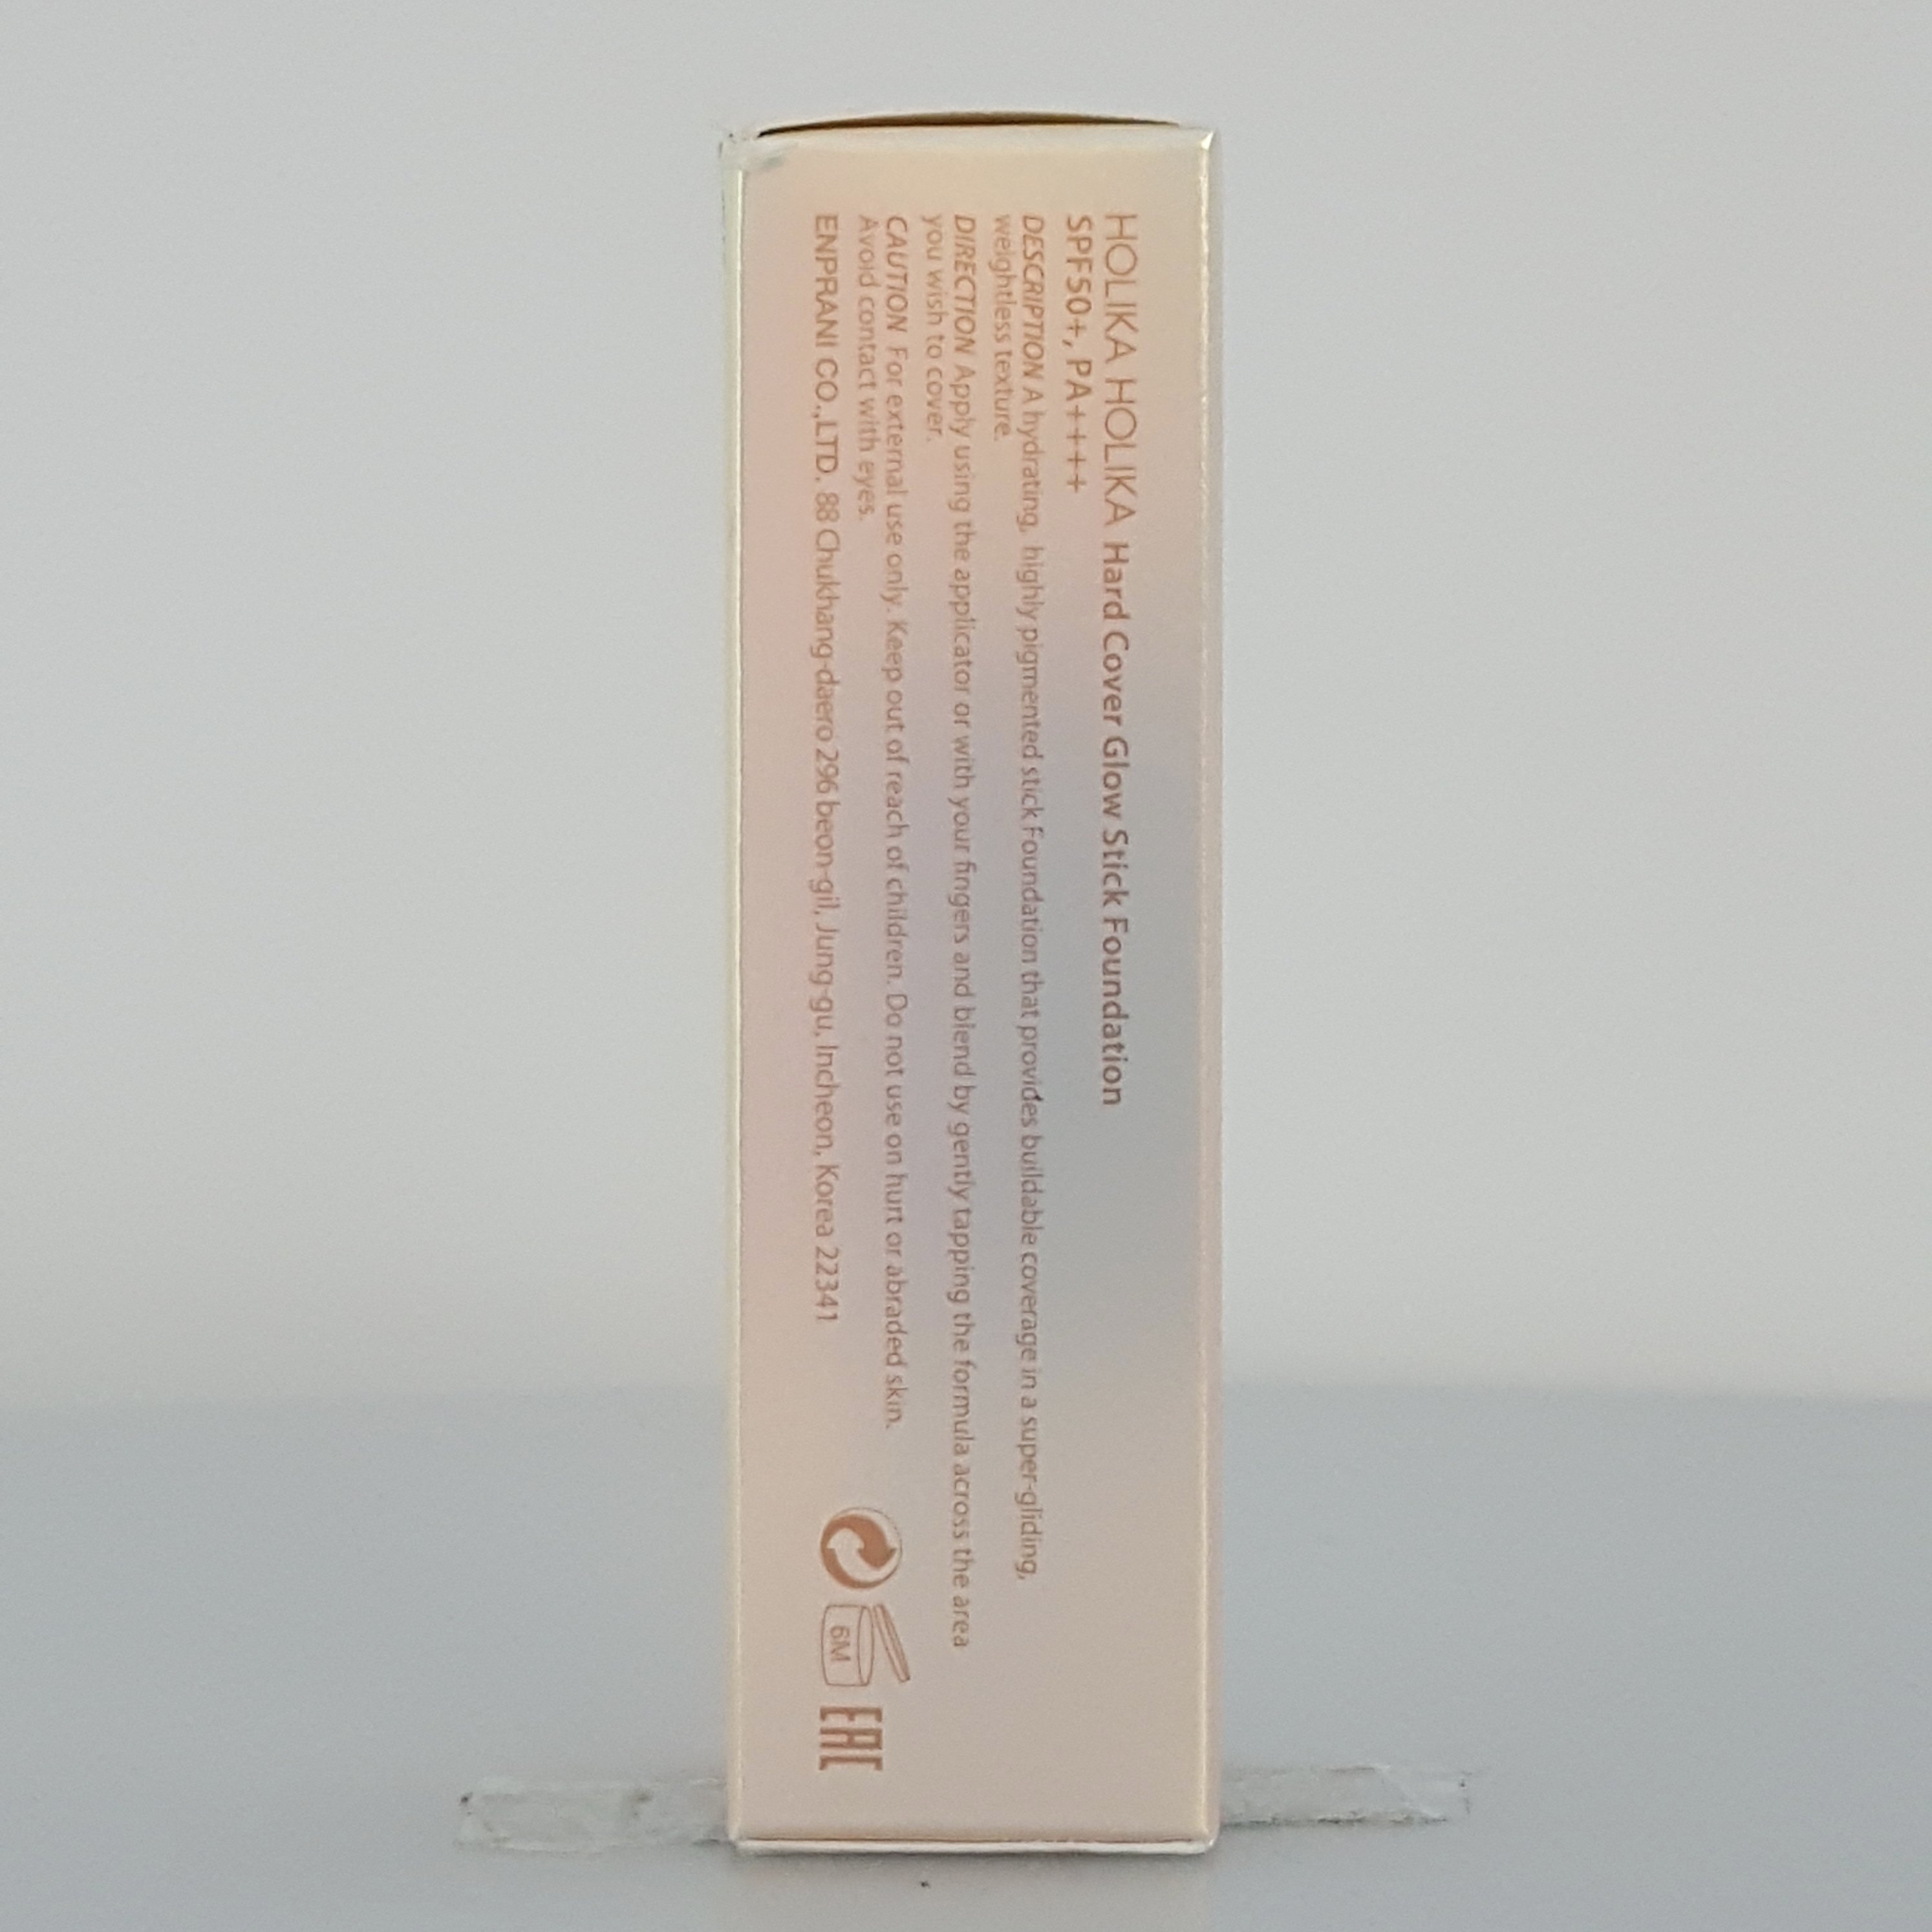 HOLIKA HOLIKA Hard Cover Glow Stick Foundation
SPF50+, PA++++
DESCRIPTION A hydrating, highly pigmented stick Foundation that provides buildable coverage in a super-gliding,
weightless texture.
DIRECTION Apply using the applicator or with your fingers and blend by gently tapping the formula across the area
you wish to cover.
CAUTION For external use only. Keep out of reach of children. Do not use on hurt or abraded skin.
Avoid contact with eyes.
ENPRANI CO.,LTD. 88 Chukhang-daero 296 beon-gil, Jung-gu, Incheon, Korea 22341
6M
EAC